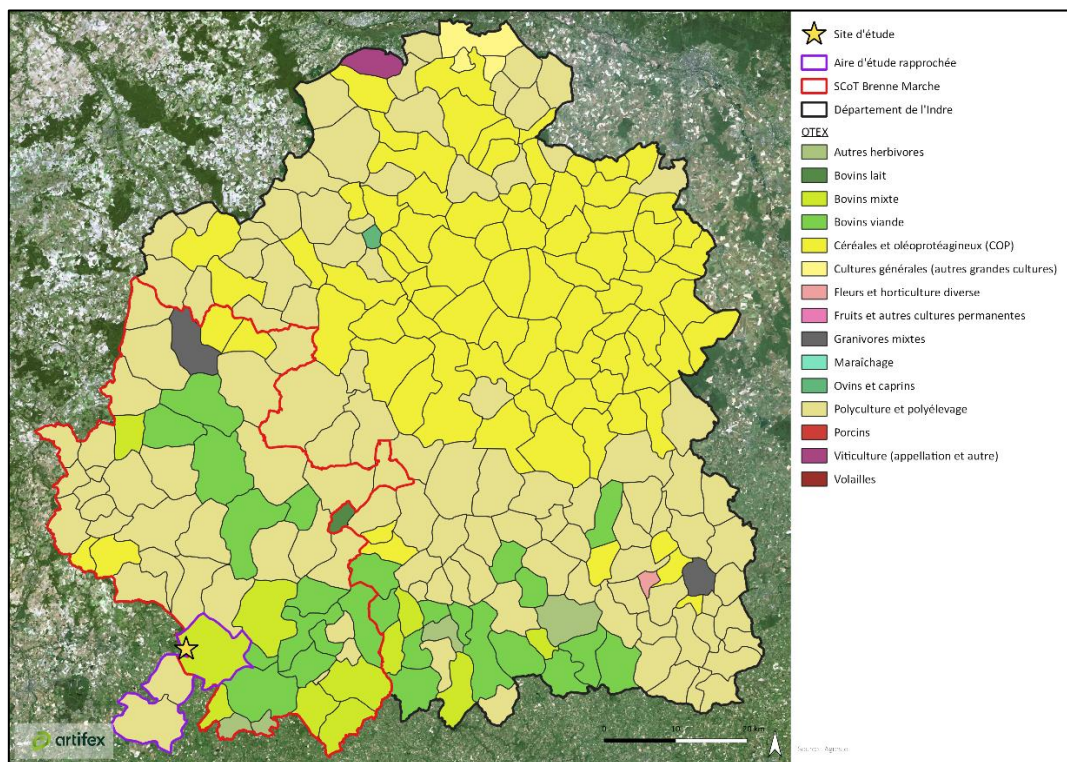 Site d'étude
Aire d'étude rapprochée
SCoT Brenne Marche
Département de l'Indre
OTEX
Autres herbivores
Bovins lait
Bovins mixte
Bovins viande
Céréales et oléoprotéagineux (COP)
Cultures générales (autres grandes cultures)
Fleurs et horticulture diverse
Fruits et autres cultures permanentes
Granivores mixtes
Maraîchage
Ovins et caprins
Polyculture et polyélevage
Porcins
Viticulture (appellation et autre)
Volailles
0 10 20 km
artifex
Source : Agreste